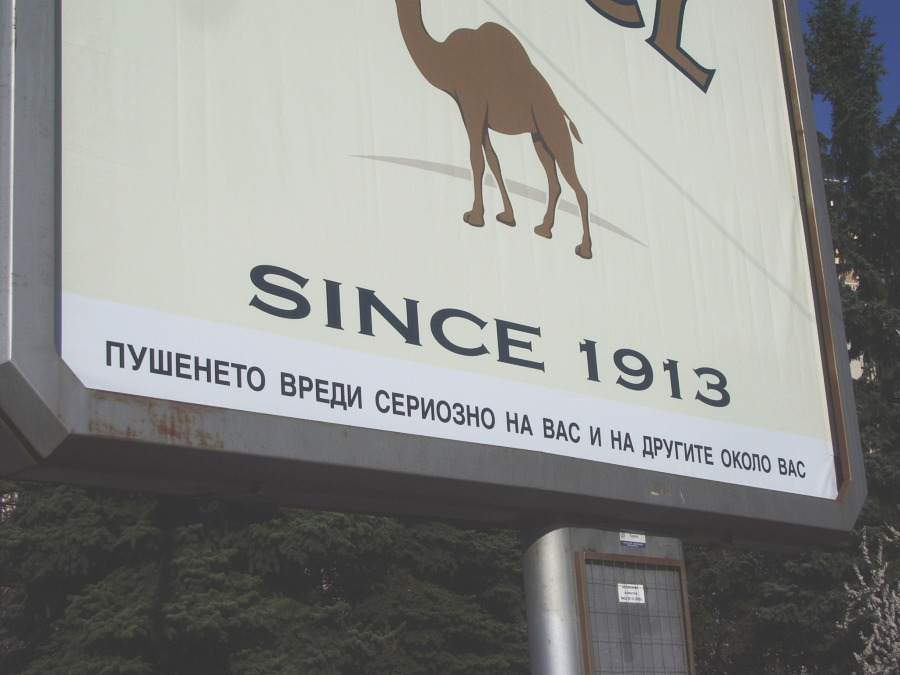 SINCE 1913
ПУШЕНЕТО ВРЕДИ СЕРИОЗНО НА ВАС И НА ДРУГИТЕ ОКОЛО ВАС